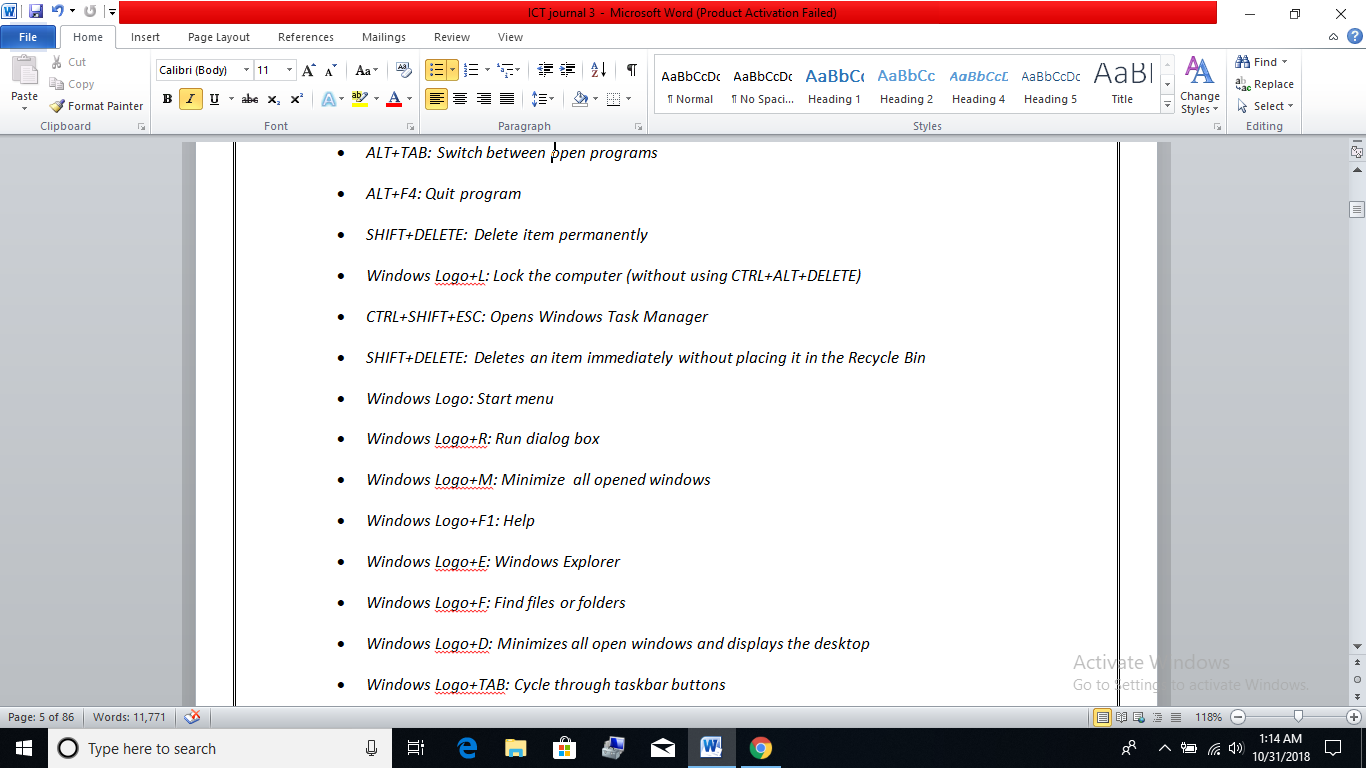 ICT journal 3 - Microsoft Word (Product Activation Failed)
File Home Insert Page Layout References Mailings Review View
Paste
Cut
Copy
Format Painter
Clipboard
Calibri (Body) 11
Font
Paragraph
AaBbCcDc AaBbCcDc AaBbC AaBbCc AaBbCcL AaBbCcDc AaBl
¶ Normal ¶ No Spaci... Heading 1 Heading 2 Heading 4 Heading 5 Title
Change Styles
Styles
Find
Replace
Select
Editing
• ALT+TAB: Switch between open programs
• ALT+F4: Quit program
• SHIFT+DELETE: Delete item permanently
• Windows Logo+L: Lock the computer (without using CTRL+ALT+DELETE)
• CTRL+SHIFT+ESC: Opens Windows Task Manager
• SHIFT+DELETE: Deletes an item immediately without placing it in the Recycle Bin
• Windows Logo: Start menu
• Windows Logo+R: Run dialog box
• Windows Logo+M: Minimize all opened windows
• Windows Logo+F1: Help
• Windows Logo+E: Windows Explorer
• Windows Logo+F: Find files or folders
• Windows Logo+D: Minimizes all open windows and displays the desktop
• Windows Logo+TAB: Cycle through taskbar buttons
Activate Windows
Go to Settings to activate Windows.
Page: 5 of 86 Words: 11,771 118%
Type here to search
1:14 AM
10/31/2018